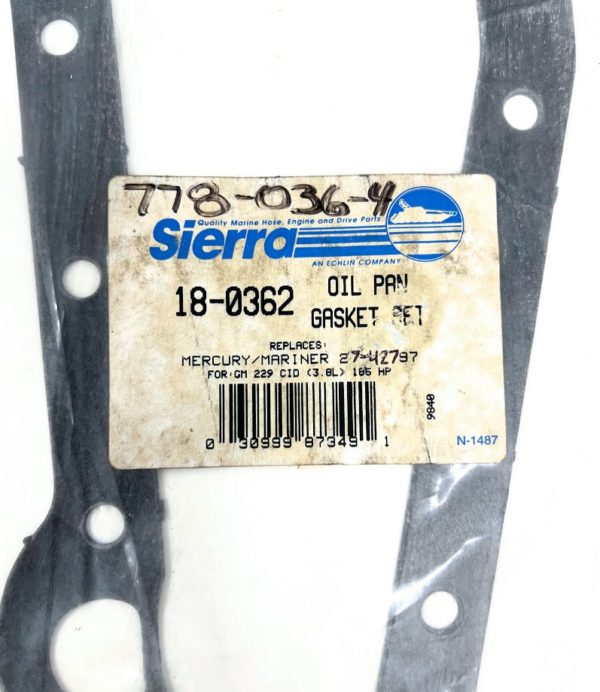 778-036-4
Quality Marine Hose, Engine and Drive Parts
Sierra
AN ECHLIN COMPANY
18-0362 OIL PAN
GASKET SET
REPLACES:
MERCURY/MARINER 27-42797
FOR:GM 229 CID (3.8L) 185 HP
9840
0 30999 87349 1
N-1487